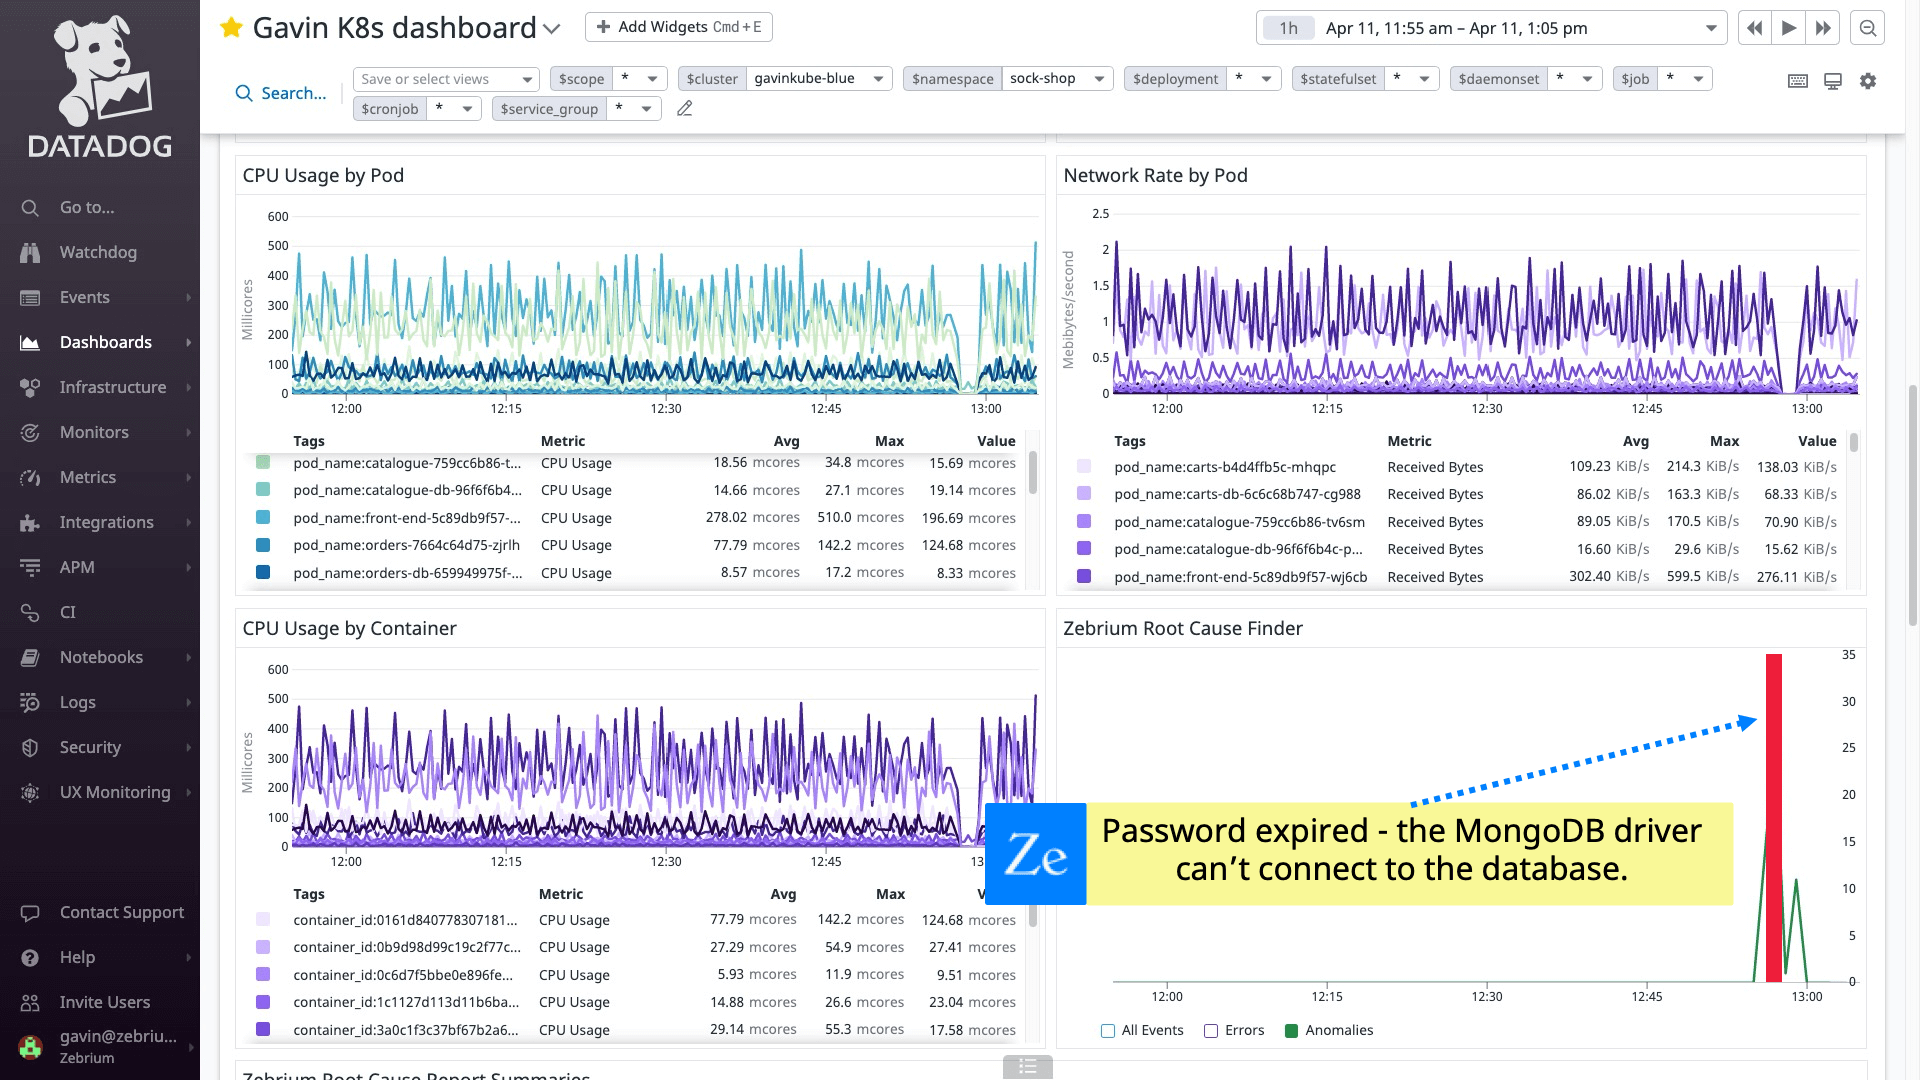 DATADOG
Go to...
Watchdog
Events
Dashboards
Infrastructure
Monitors
Metrics
Integrations
APM
CI
Notebooks
Logs
Security
UX Monitoring
Contact Support
Help
Invite Users
gavin@zebriu...
Zebrium
Gavin K8s dashboard
Add Widgets Cmd+E
1h Apr 11, 11:55 am – Apr 11, 1:05 pm
Search...
Save or select views
$scope *
$cluster gavinkube-blue
$namespace sock-shop
$deployment *
$statefulset *
$daemonset *
$job *
$cronjob *
$service_group *
CPU Usage by Pod
Millicores
600
500
400
300
200
100
0
12:00 12:15 12:30 12:45 13:00
Tags Metric Avg Max Value
pod_name:catalogue-759cc6b86-t... CPU Usage 18.56 mcores 34.8 mcores 15.69 mcores
pod_name:catalogue-db-96f6f6b4... CPU Usage 14.66 mcores 27.1 mcores 19.14 mcores
pod_name:front-end-5c89db9f57-... CPU Usage 278.02 mcores 510.0 mcores 196.69 mcores
pod_name:orders-7664c64d75-zjrlh CPU Usage 77.79 mcores 142.2 mcores 124.68 mcores
pod_name:orders-db-659949975f-... CPU Usage 8.57 mcores 17.2 mcores 8.33 mcores
Network Rate by Pod
Mebibytes/second
2.5
2
1.5
1
0.5
0
12:00 12:15 12:30 12:45 13:00
Tags Metric Avg Max Value
pod_name:carts-b4d4ffb5c-mhqpc Received Bytes 109.23 KiB/s 214.3 KiB/s 138.03 KiB/s
pod_name:carts-db-6c6c68b747-cg988 Received Bytes 86.02 KiB/s 163.3 KiB/s 68.33 KiB/s
pod_name:catalogue-759cc6b86-tv6sm Received Bytes 89.05 KiB/s 170.5 KiB/s 70.90 KiB/s
pod_name:catalogue-db-96f6f6b4c-p... Received Bytes 16.60 KiB/s 29.6 KiB/s 15.62 KiB/s
pod_name:front-end-5c89db9f57-wj6cb Received Bytes 302.40 KiB/s 599.5 KiB/s 276.11 KiB/s
CPU Usage by Container
Millicores
600
500
400
300
200
100
0
12:00 12:15 12:30 12:45 13
Tags Metric Avg Max V
container_id:0161d840778307181... CPU Usage 77.79 mcores 142.2 mcores 124.68 mcores
container_id:0b9d98d99c19c2f77c... CPU Usage 27.29 mcores 54.9 mcores 27.41 mcores
container_id:0c6d7f5bbe0e896fe... CPU Usage 5.93 mcores 11.9 mcores 9.51 mcores
container_id:1c1127d113d11b6ba... CPU Usage 14.88 mcores 26.6 mcores 23.04 mcores
container_id:3a0c1f3c37bf67b2a6... CPU Usage 29.14 mcores 55.3 mcores 17.58 mcores
Zebrium Root Cause Finder
35
30
25
20
15
10
5
0
Ze
Password expired - the MongoDB driver
can’t connect to the database.
12:00 12:15 12:30 12:45 13:00
All Events Errors Anomalies
Zebrium Root Cause Report Summaries